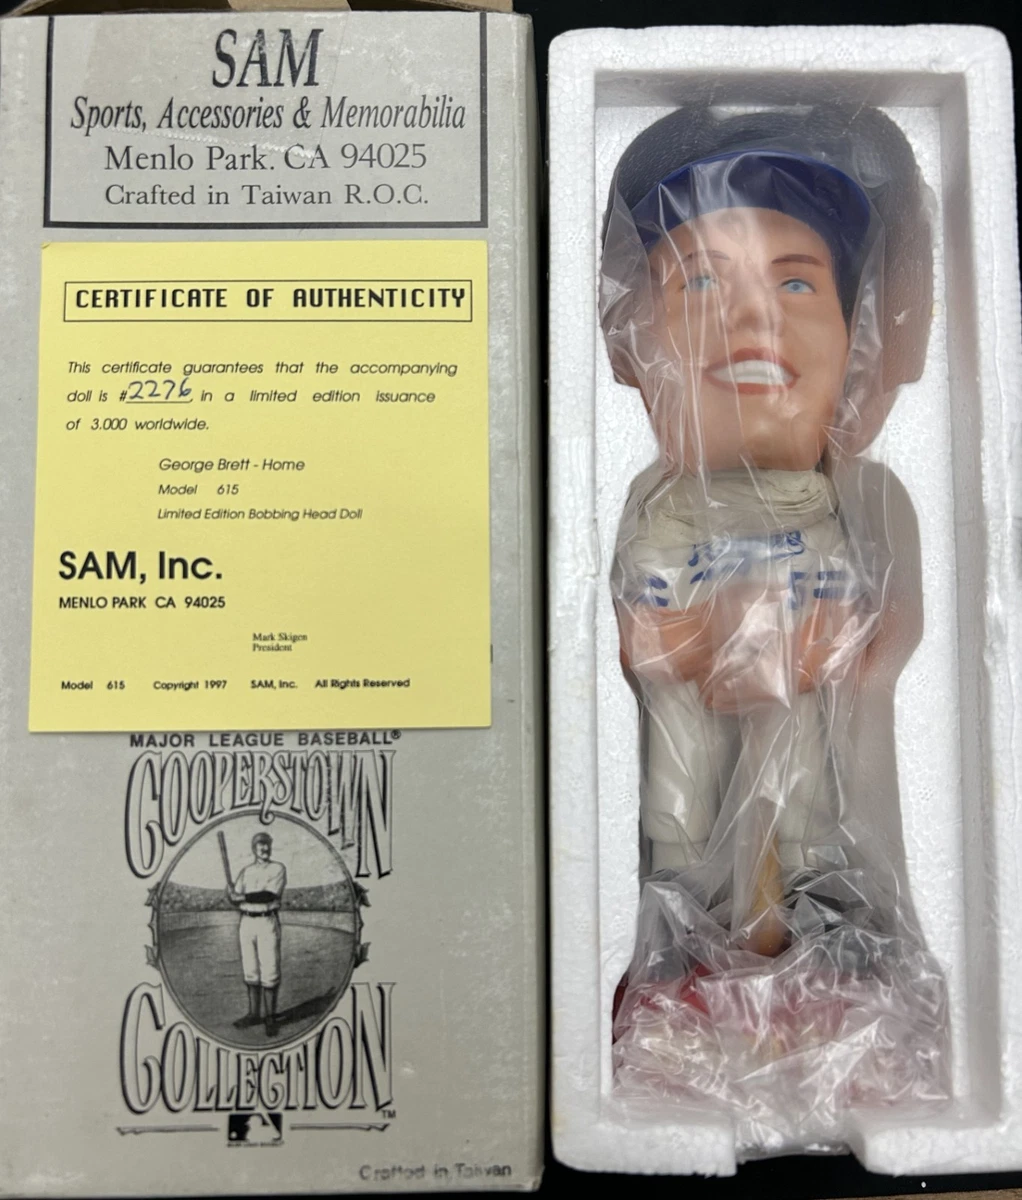 SAM
Sports, Accessories & Memorabilia
Menlo Park. CA 94025
Crafted in Taiwan R.O.C.
CERTIFICATE OF AUTHENTICITY
This certificate guarantees that the accompanying
doll is #2276, in a limited edition issuance
of 3,000 worldwide.
George Brett - Home
Model 615
Limited Edition Bobbing Head Doll
SAM, Inc.
MENLO PARK CA 94025
Mark Skigen
President
Model 615 Copyright 1997 SAM, Inc. All Rights Reserved
MAJOR LEAGUE BASEBALL®
COOPERSTOWN
COLLECTION™
Crafted in Taiwan